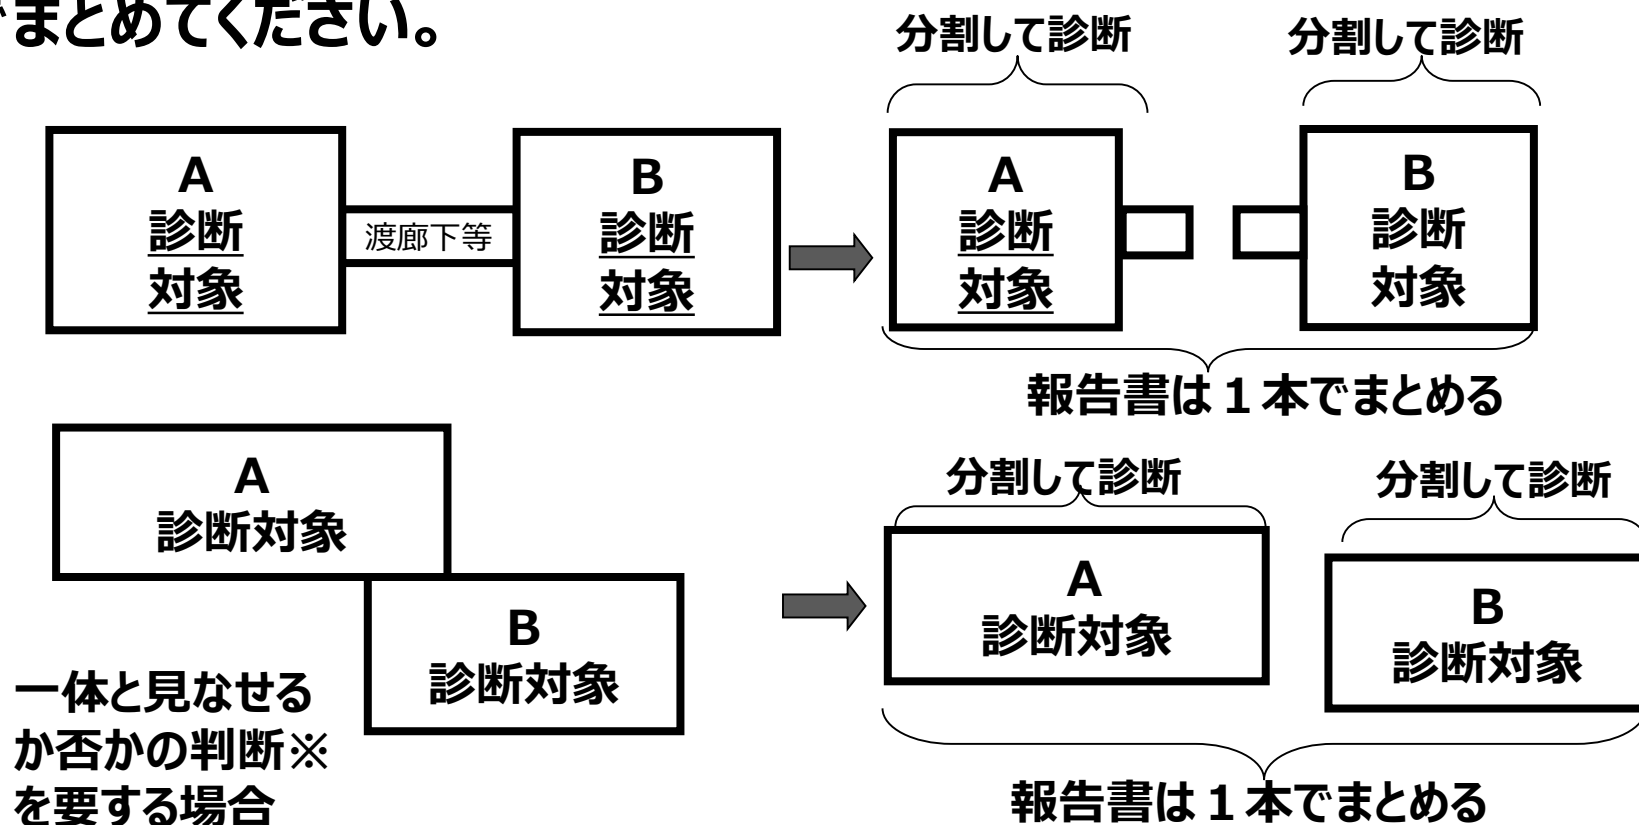 でまとめてください。
分割して診断
分割して診断
A
診断
対象
渡廊下等
B
診断
対象
A
診断
対象
B
診断
対象
報告書は１本でまとめる
A
診断対象
B
診断対象
一体と見なせる
か否かの判断※
を要する場合
分割して診断
分割して診断
A
診断対象
B
診断対象
報告書は１本でまとめる